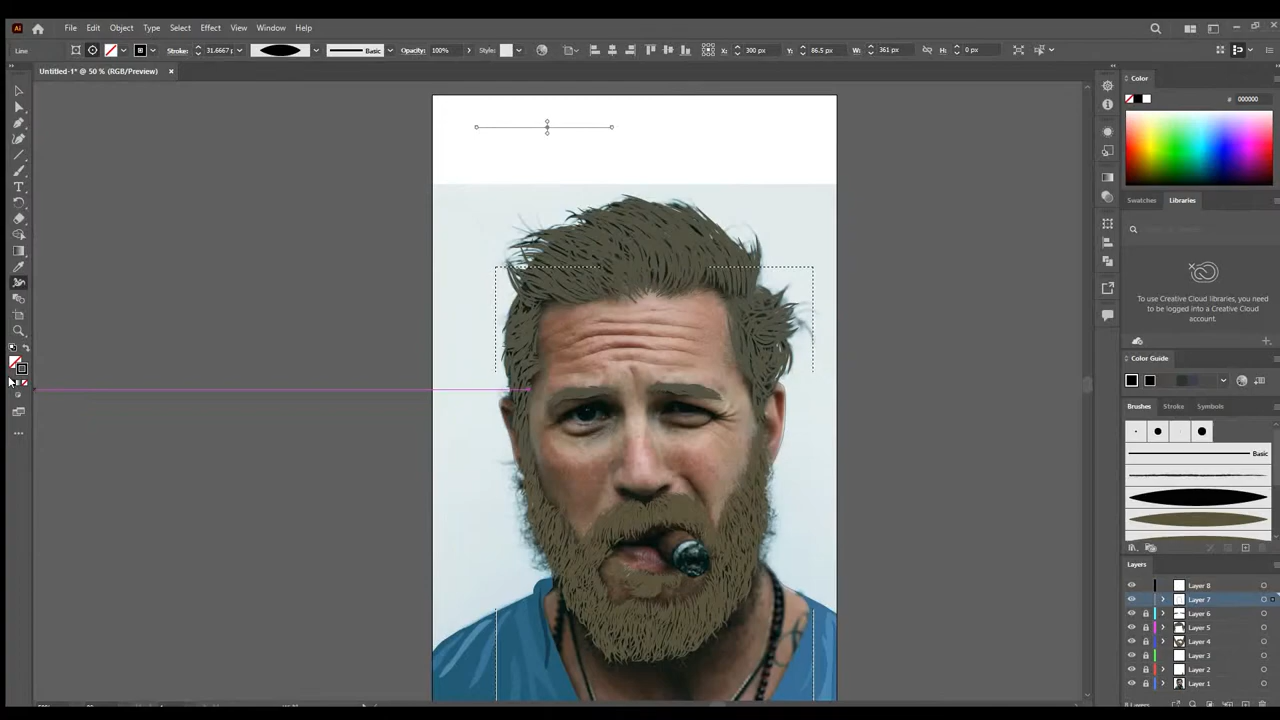 Ai File Edit Object Type Select Effect View Window Help
Line Stroke: 31.6667 p Basic Opacity: 100% Style: X: 300 px Y: 86.5 px W: 361 px H: 0 px
Untitled-1* @ 50 % (RGB/Preview)
Color
# 000000
Swatches Libraries
To use Creative Cloud libraries, you need
to be logged into a Creative Cloud
account.
Color Guide
Brushes Stroke Symbols
Basic
Layers
Layer 8
Layer 7
Layer 6
Layer 5
Layer 4
Layer 3
Layer 2
Layer 1